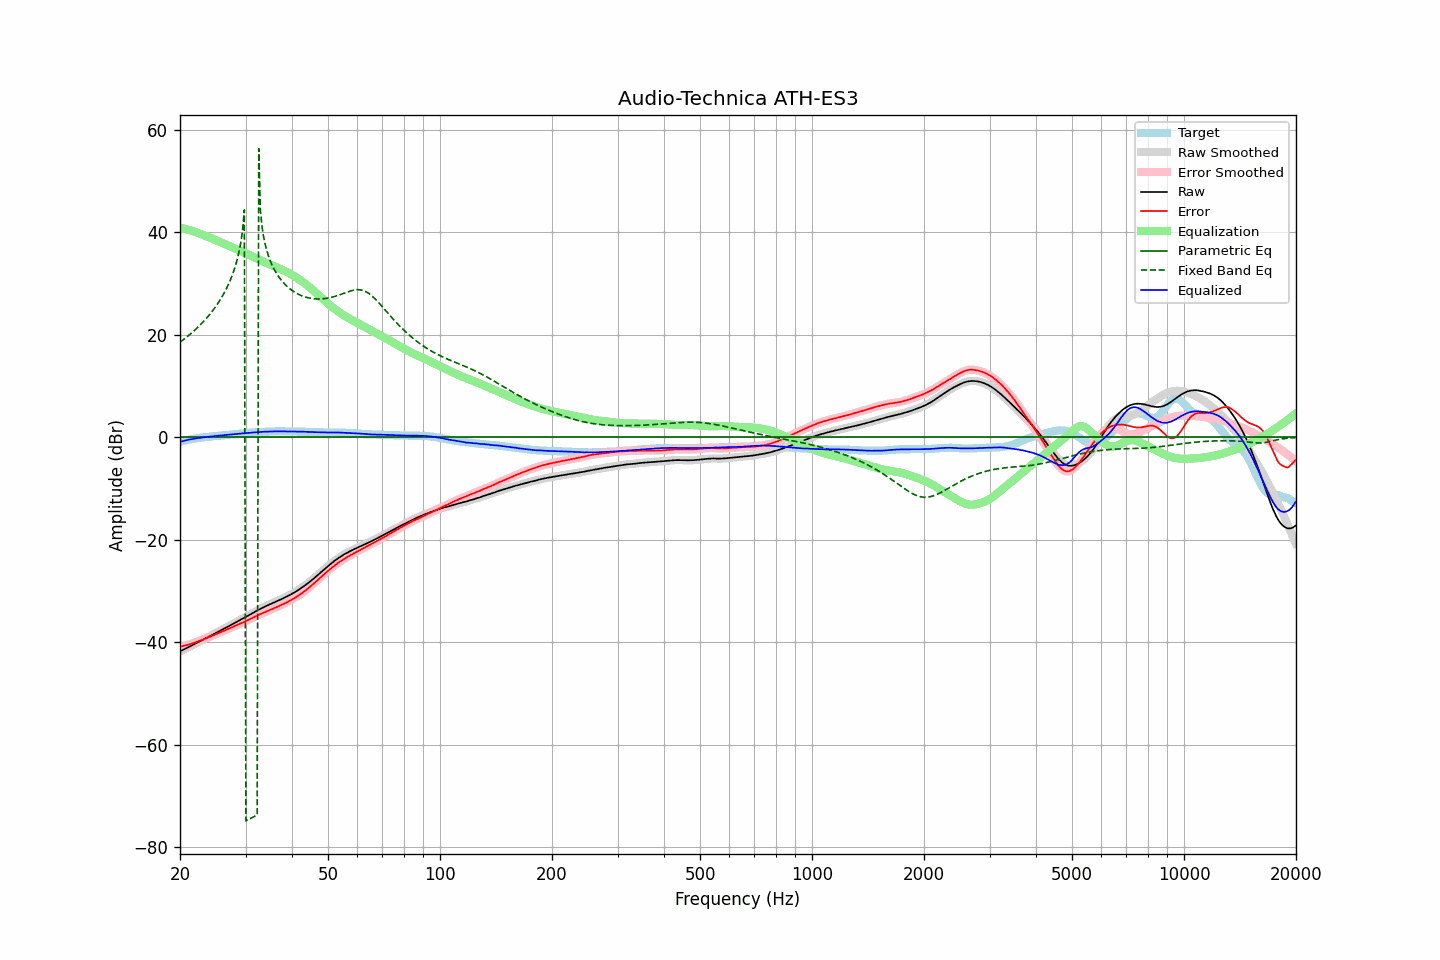 Audio-Technica ATH-ES3
60
40
20
0
−20
−40
−60
−80
Amplitude (dBr)
20
50
100
200
500
1000
2000
5000
10000
20000
Frequency (Hz)
Target
Raw Smoothed
Error Smoothed
Raw
Error
Equalization
Parametric Eq
Fixed Band Eq
Equalized